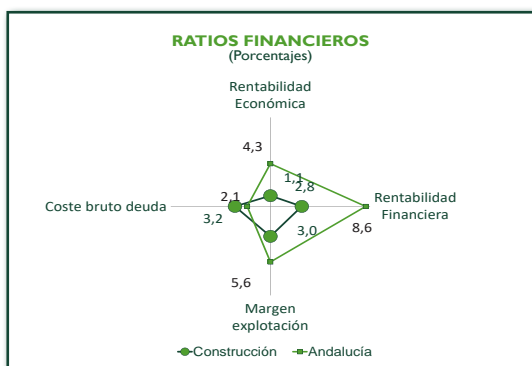 RATIOS FINANCIEROS
(Porcentajes)
Rentabilidad
Económica
4,3
1,1
2,8
2,1
Coste bruto deuda
Rentabilidad
Financiera
3,2
8,6
3,0
5,6
Margen
explotación
Construcción
Andalucía